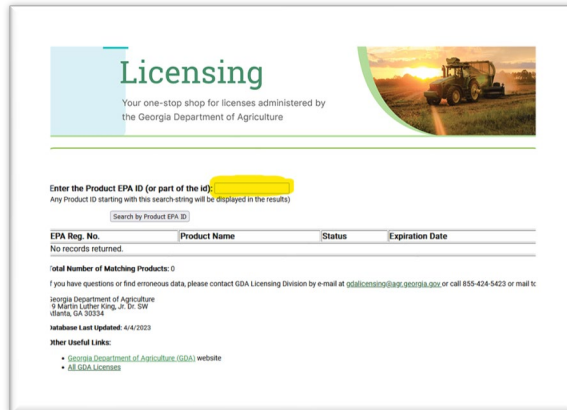 Licensing
Your one-stop shop for licenses administered by
the Georgia Department of Agriculture
Enter the Product EPA ID (or part of the id):
(Any Product ID starting with this search-string will be displayed in the results)
Search by Product EPA ID
EPA Reg. No. Product Name Status Expiration Date
No records returned.
Total Number of Matching Products: 0
f you have questions or find erroneous data, please contact GDA Licensing Division by e-mail at gdalicensing@agr.georgia.gov or call 855-424-5423 or mail to
Georgia Department of Agriculture
19 Martin Luther King, Jr. Dr. SW
Atlanta, GA 30334
Database Last Updated: 4/4/2023
Other Useful Links:
Georgia Department of Agriculture (GDA) website
All GDA Licenses